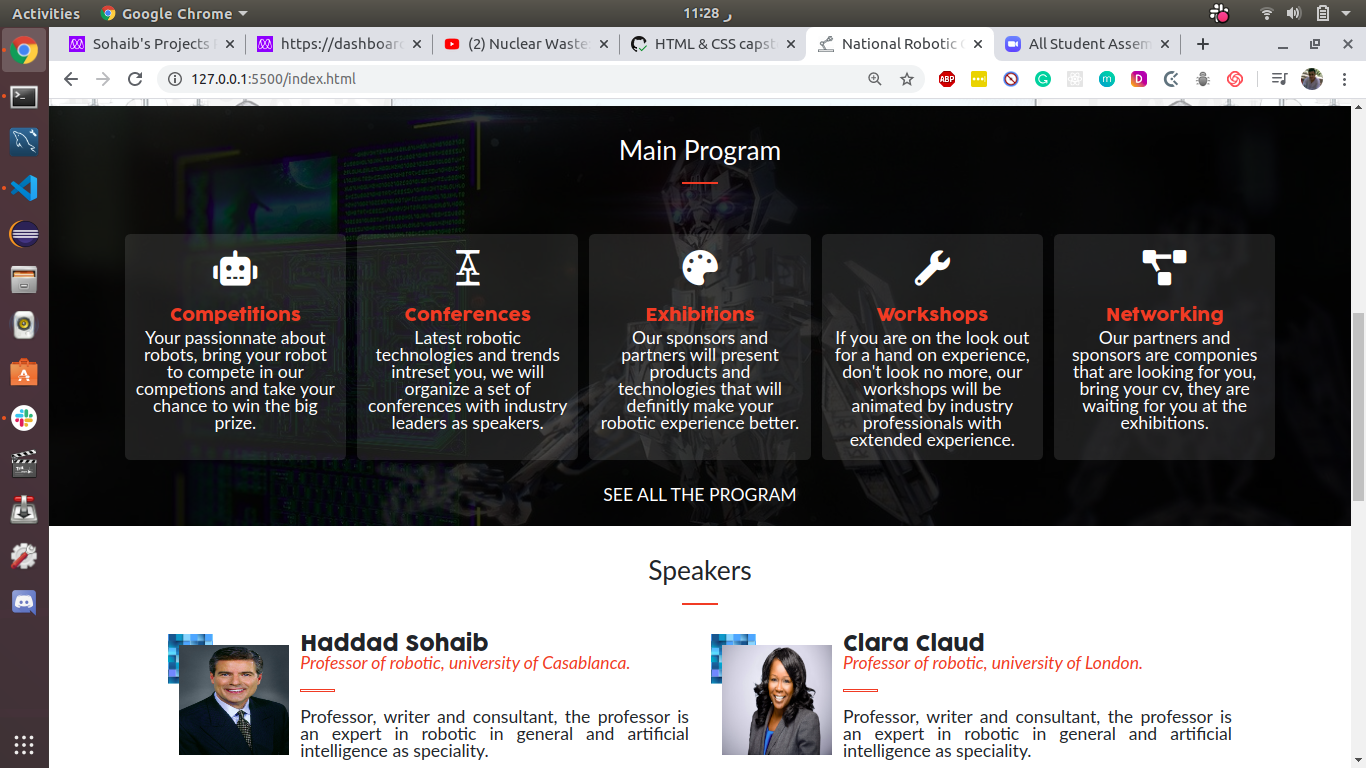 Activities
Google Chrome
11:28 ر
Sohaib's Projects
https://dashboard
(2) Nuclear Waste
HTML & CSS capst
National Robotic
All Student Assem
127.0.0.1:5500/index.html
ABP
Main Program
Competitions
Your passionnate about
robots, bring your robot
to compete in our
competions and take your
chance to win the big
prize.
Conferences
Latest robotic
technologies and trends
intreset you, we will
organize a set of
conferences with industry
leaders as speakers.
Exhibitions
Our sponsors and
partners will present
products and
technologies that will
definitly make your
robotic experience better.
Workshops
If you are on the look out
for a hand on experience,
don't look no more, our
workshops will be
animated by industry
professionals with
extended experience.
Networking
Our partners and
sponsors are componies
that are looking for you,
bring your cv, they are
waiting for you at the
exhibitions.
SEE ALL THE PROGRAM
Speakers
Haddad Sohaib
Professor of robotic, university of Casablanca.
Professor, writer and consultant, the professor is
an expert in robotic in general and artificial
intelligence as speciality.
Clara Claud
Professor of robotic, university of London.
Professor, writer and consultant, the professor is
an expert in robotic in general and artificial
intelligence as speciality.